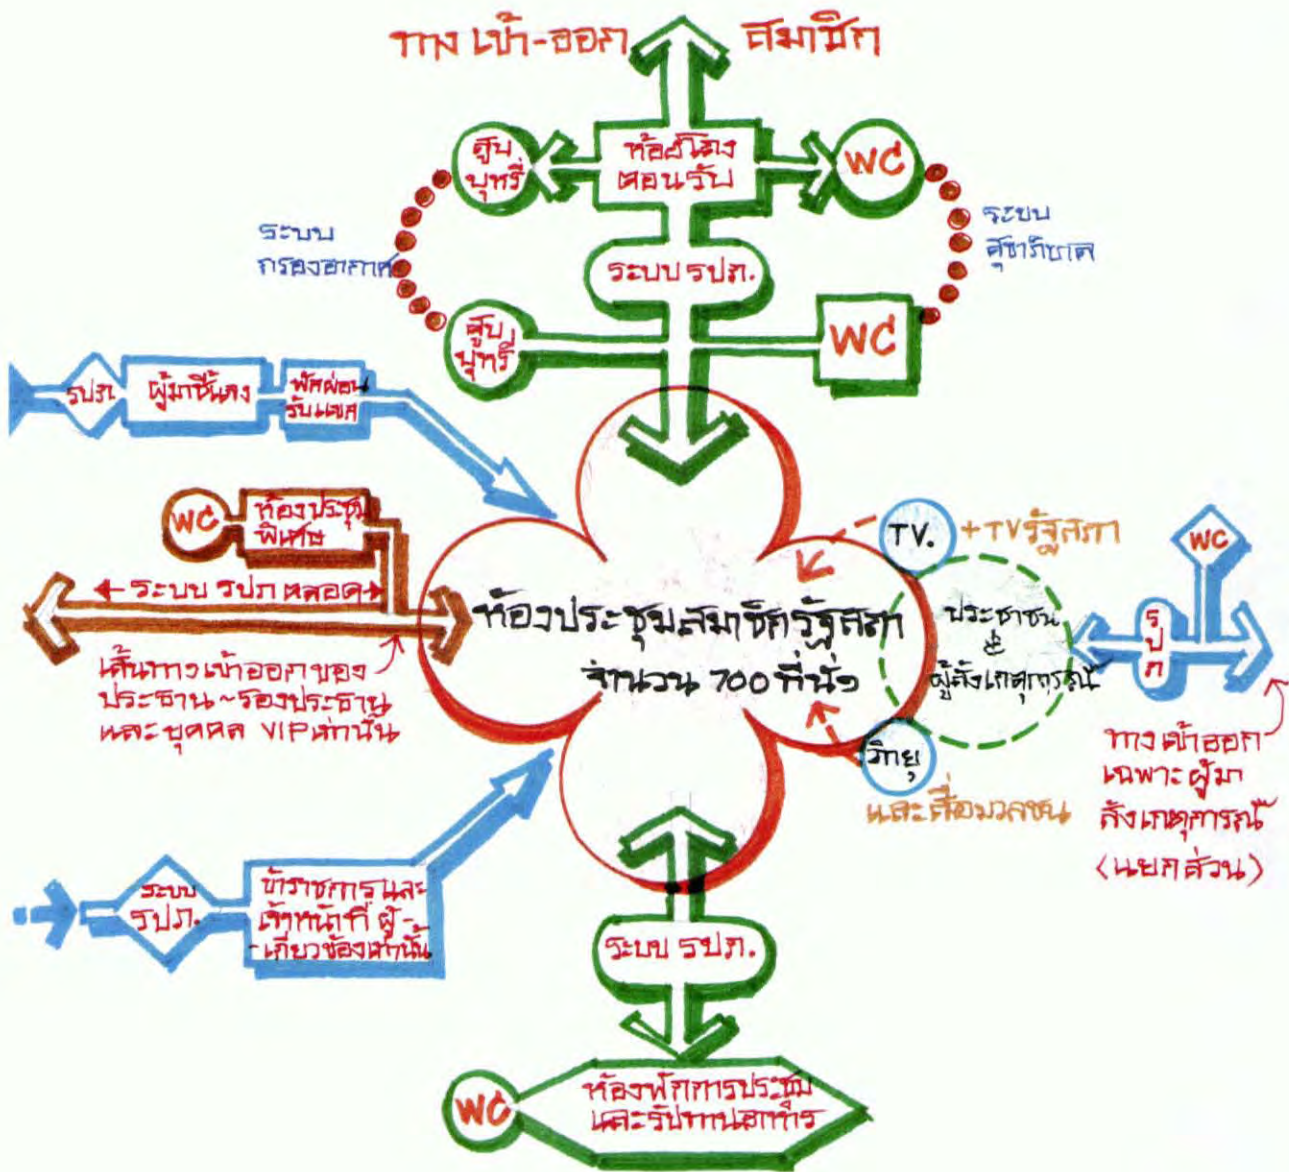 ทางเข้า-ออก สมาชิก
สูบ
บุหรี่
ห้องโถง
ตอนรับ
WC
ระบบ
กรองอากาศ
ระบบ รปภ.
ระบบ
สุขาภิบาล
สูบ
บุหรี่
WC
รปภ.
ผู้มาชี้แจง
พักผ่อน
รับแขก
WC
ห้องประชุม
พิเศษ
ระบบ รปภ ตลอด
เส้นทางเข้าออกของ
ประธาน ~ รองประธาน
และบุคคล VIP เท่านั้น
ห้องประชุมสมาชิกรัฐสภา
จำนวน 700 ที่นั่ง
TV.
+ TV รัฐสภา
ประชาชน
&
ผู้สังเกตุการณ์
วิทยุ
และสื่อมวลชน
WC
รปภ
ทางเข้าออก
เฉพาะผู้มา
สังเกตุการณ์
(แยกส่วน)
ระบบ
รปภ.
ข้าราชการและ
เจ้าหน้าที่ ผู้-
-เกี่ยวข้องเท่านั้น
ระบบ รปภ.
WC
ห้องพักการประชุม
และรัปทานอาหาร